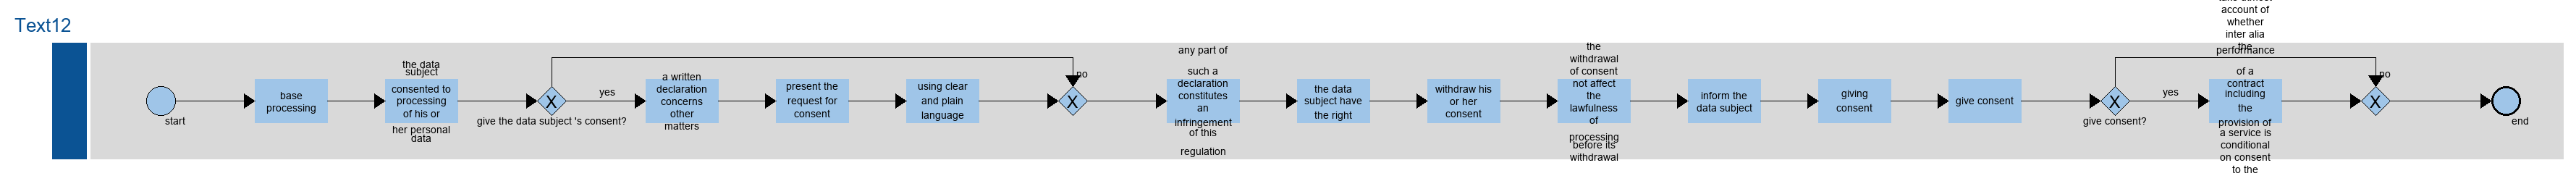 Text12
start
base
processing
the data
subject
consented to
processing
of his or
her personal
data
X
give the data subject 's consent?
yes
a written
declaration
concerns
other
matters
present the
request for
consent
using clear
and plain
language
no
X
any part of
such a
declaration
constitutes
an
infringement
of this
regulation
the data
subject have
the right
withdraw his
or her
consent
the
withdrawal
of consent
not affect
the
lawfulness
of
processing
before its
withdrawal
inform the
data subject
giving
consent
give consent
X
give consent?
yes
account of
whether
inter alia
the
performance
of a
contract
including
the
provision of
a service is
conditional
on consent
to the
no
X
end